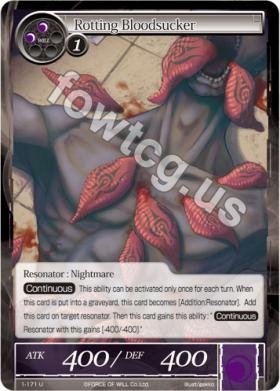 Rotting Bloodsucker
WILL
1
fowtcg.us
Resonator : Nightmare
Continuous This ability can be activated only once for each turn. When
this card is put into a graveyard, this card becomes [Addition:Resonator]. Add
this card on target resonator. Then this card gains this ability: " Continuous
Resonator with this gains [400/400]."
ATK 400/ DEF 400
1-171 U ©FORCE OF WILL Co.,Ltd. Illust/gakko